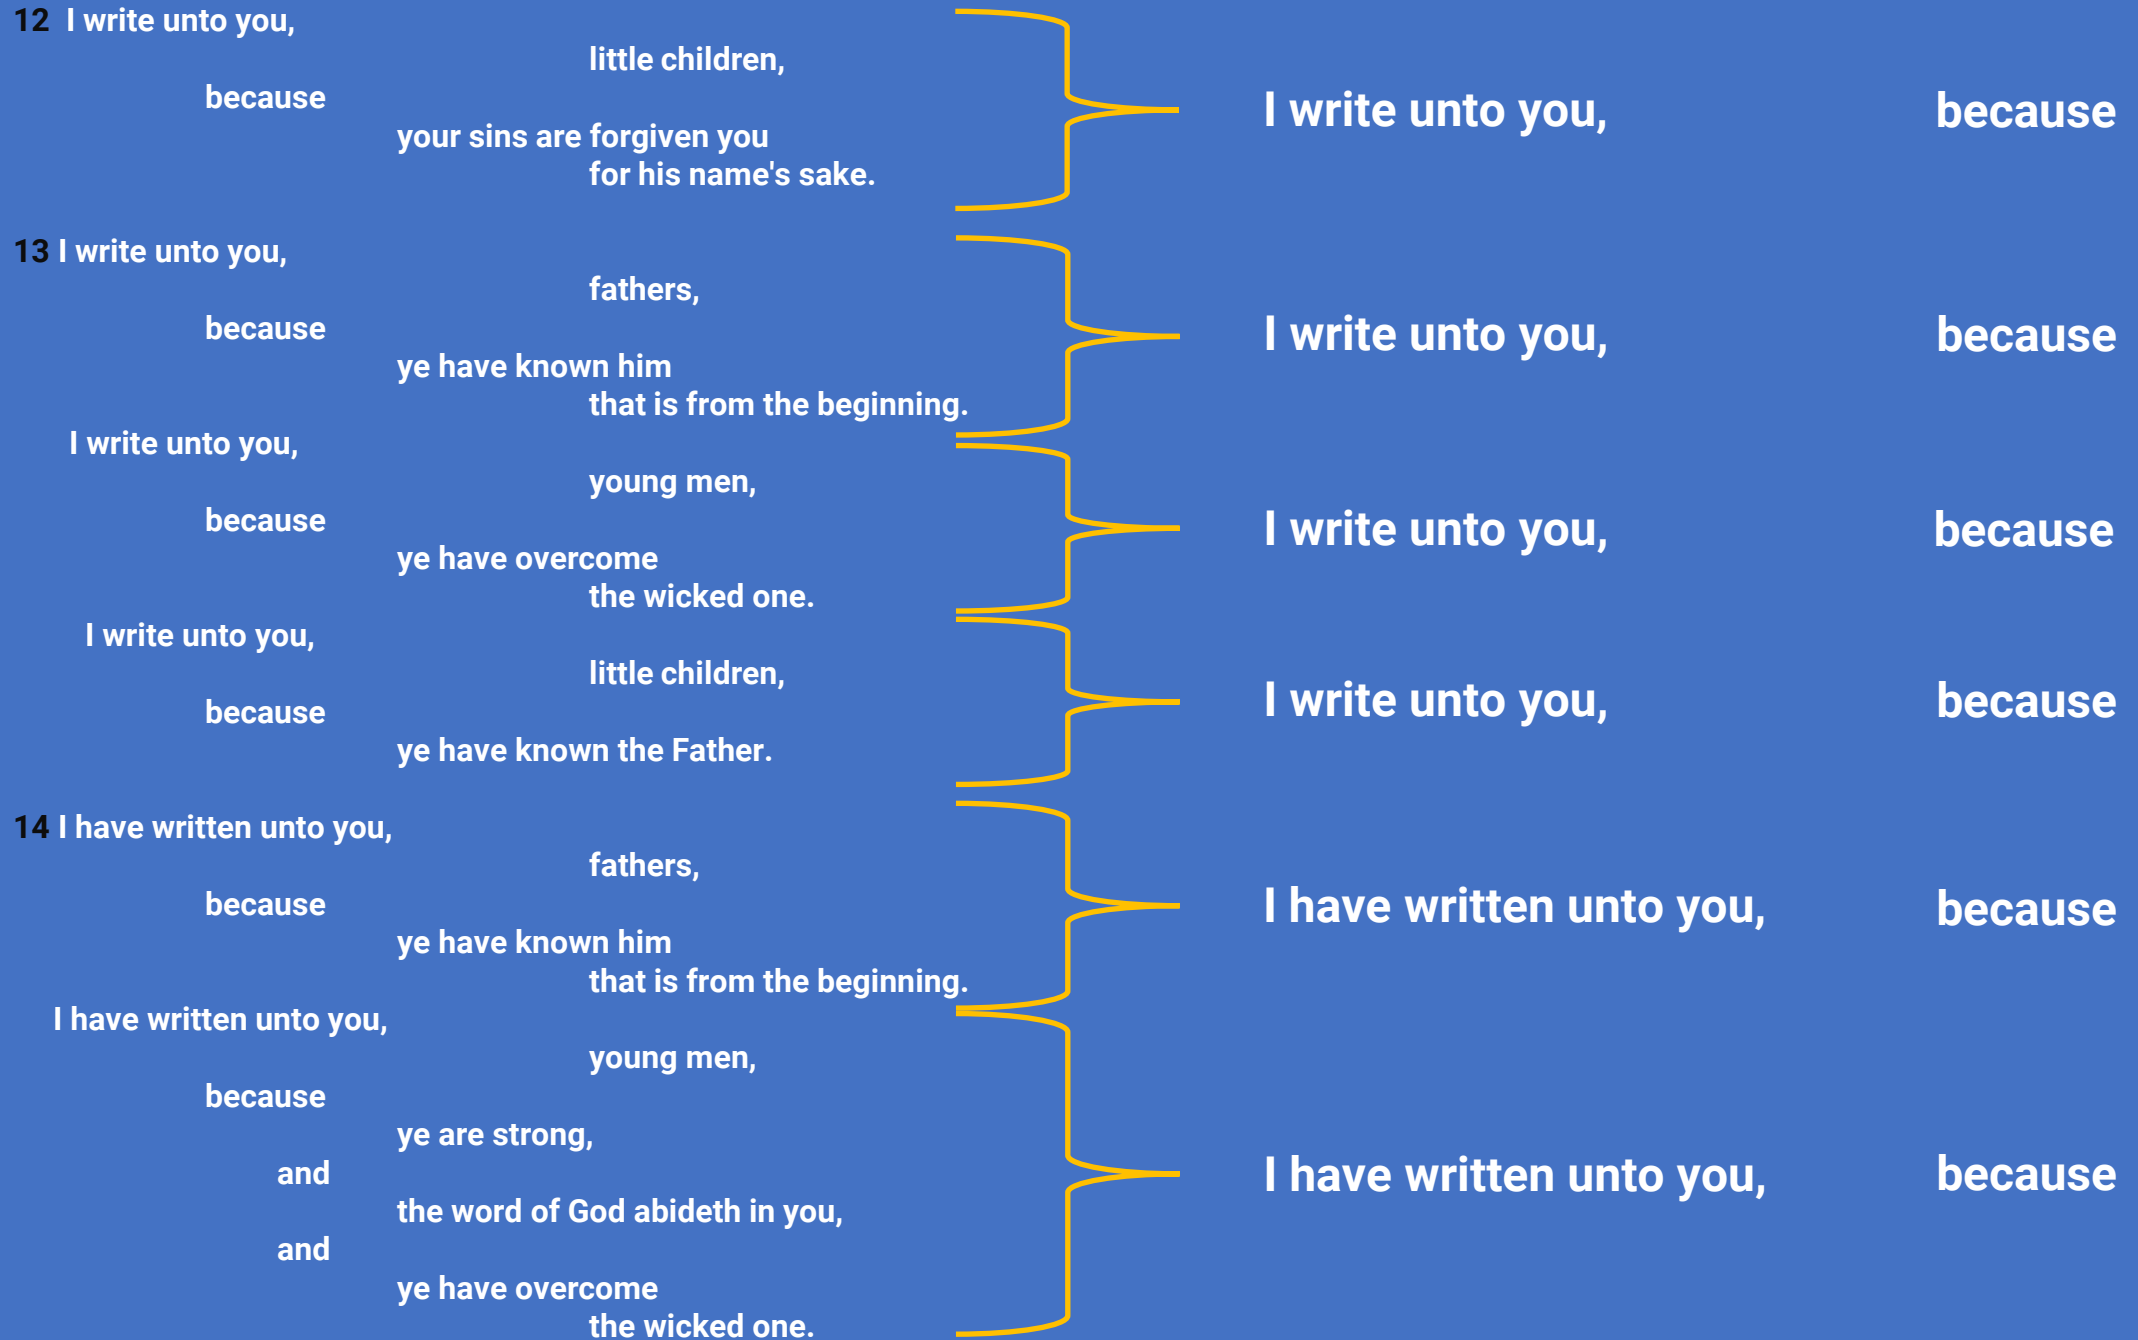 12 I write unto you,
little children,
because
your sins are forgiven you
for his name's sake.
I write unto you, because
13 I write unto you,
fathers,
because
ye have known him
that is from the beginning.
I write unto you, because
I write unto you,
young men,
because
ye have overcome
the wicked one.
I write unto you, because
I write unto you,
little children,
because
ye have known the Father.
I write unto you, because
14 I have written unto you,
fathers,
because
ye have known him
that is from the beginning.
I have written unto you, because
I have written unto you,
young men,
because
ye are strong,
and
the word of God abideth in you,
and
ye have overcome
the wicked one.
I have written unto you, because